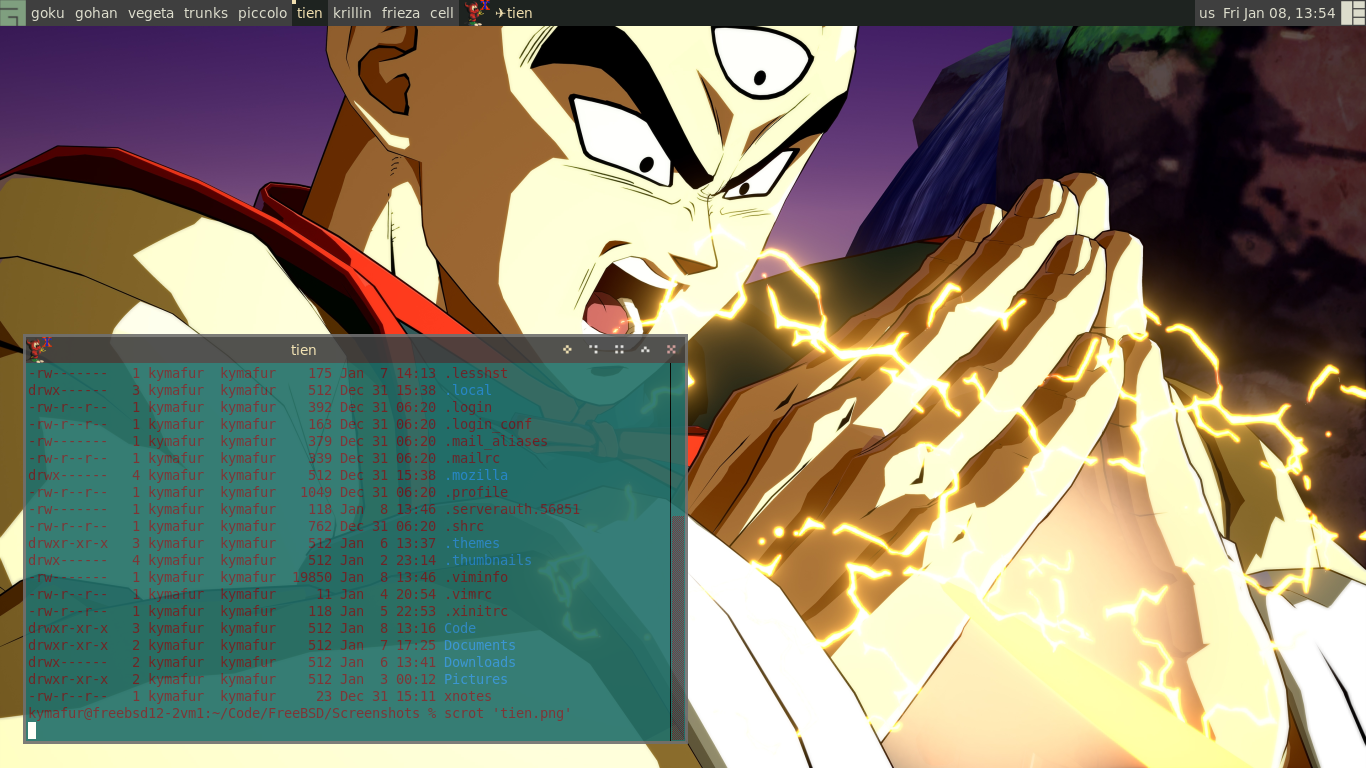 goku gohan vegeta trunks piccolo tien krillin frieza cell ✈tien us Fri Jan 08, 13:54
tien
-rw------- 1 kymafur kymafur 175 Jan 7 14:13 .lesshst
drwx------ 3 kymafur kymafur 512 Dec 31 15:38 .local
-rw-r--r-- 1 kymafur kymafur 392 Dec 31 06:20 .login
-rw-r--r-- 1 kymafur kymafur 163 Dec 31 06:20 .login_conf
-rw------- 1 kymafur kymafur 379 Dec 31 06:20 .mail_aliases
-rw-r--r-- 1 kymafur kymafur 339 Dec 31 06:20 .mailrc
drwx------ 4 kymafur kymafur 512 Dec 31 15:38 .mozilla
-rw-r--r-- 1 kymafur kymafur 1049 Dec 31 06:20 .profile
-rw------- 1 kymafur kymafur 118 Jan 8 13:46 .serverauth.56851
-rw-r--r-- 1 kymafur kymafur 762 Dec 31 06:20 .shrc
drwxr-xr-x 3 kymafur kymafur 512 Jan 6 13:37 .themes
drwx------ 4 kymafur kymafur 512 Jan 2 23:14 .thumbnails
-rw------- 1 kymafur kymafur 19850 Jan 8 13:46 .viminfo
-rw-r--r-- 1 kymafur kymafur 11 Jan 4 20:54 .vimrc
-rw-r--r-- 1 kymafur kymafur 118 Jan 5 22:53 .xinitrc
drwxr-xr-x 3 kymafur kymafur 512 Jan 8 13:16 Code
drwxr-xr-x 2 kymafur kymafur 512 Jan 7 17:25 Documents
drwx------ 2 kymafur kymafur 512 Jan 6 13:41 Downloads
drwxr-xr-x 2 kymafur kymafur 512 Jan 3 00:12 Pictures
-rw-r--r-- 1 kymafur kymafur 23 Dec 31 15:11 xnotes
kymafur@freebsd12-2vm1:~/Code/FreeBSD/Screenshots % scrot 'tien.png'